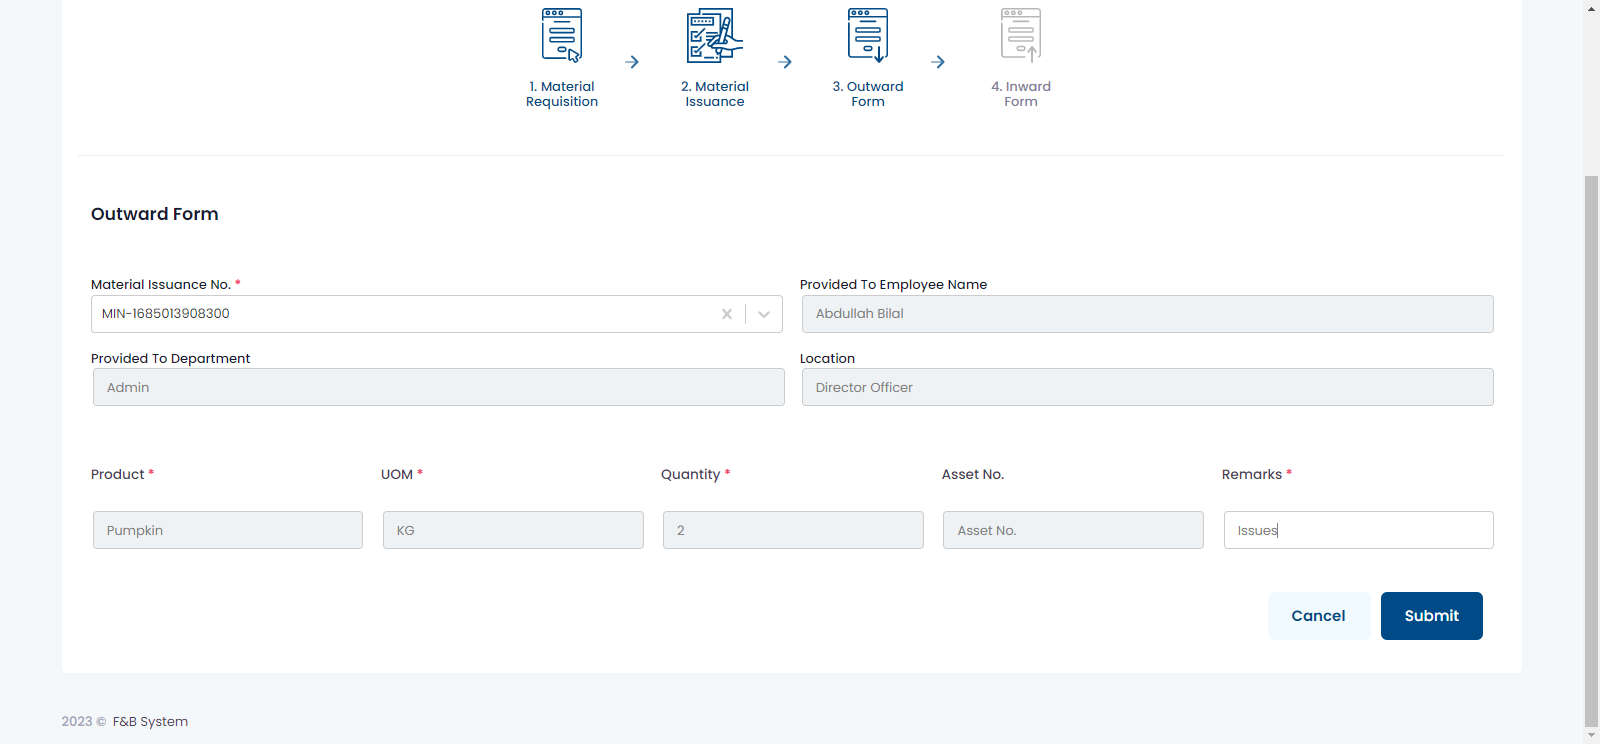 1. Material
Requisition
2. Material
Issuance
3. Outward
Form
4. Inward
Form
Outward Form
Material Issuance No. *
Provided To Employee Name
MIN-1685013908300
Abdullah Bilal
Provided To Department
Location
Admin
Director Officer
Product *
UOM *
Quantity *
Asset No.
Remarks *
Pumpkin
KG
2
Asset No.
Issues
Cancel
Submit
2023 © F&B System